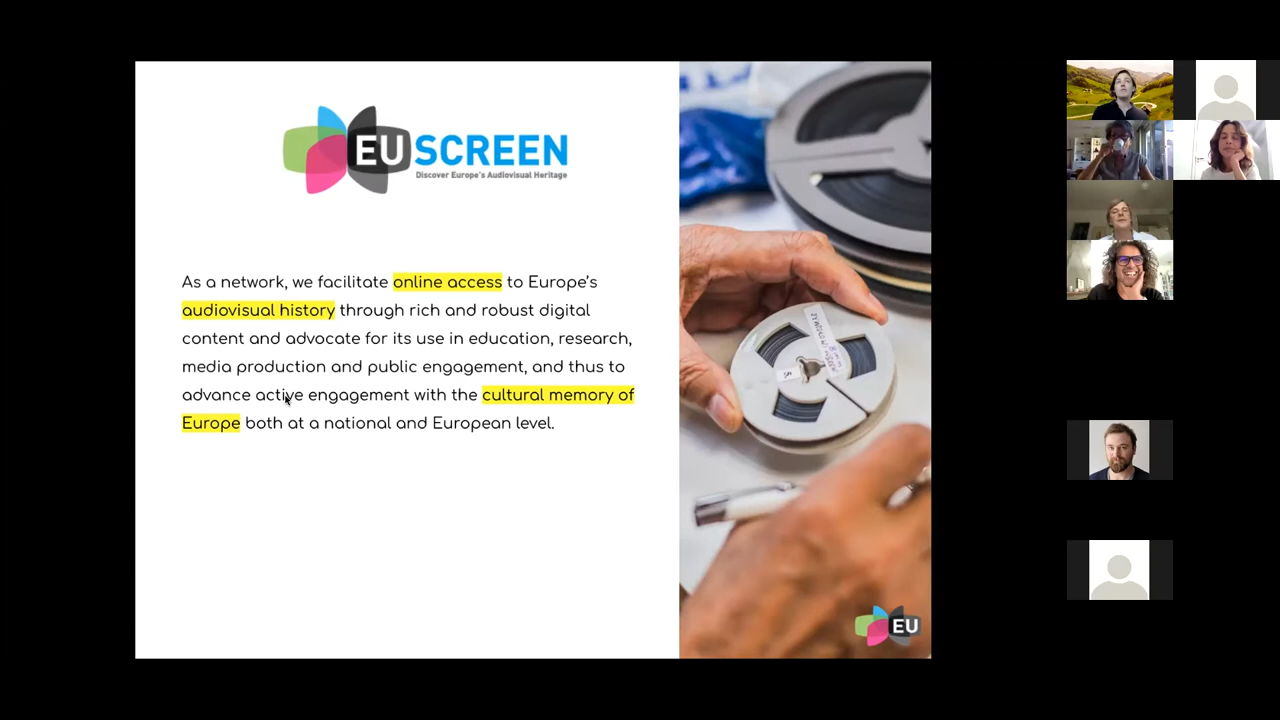 EUSCREEN
Discover Europe's Audiovisual Heritage
As a network, we facilitate online access to Europe's
audiovisual history through rich and robust digital
content and advocate for its use in education, research,
media production and public engagement, and thus to
advance active engagement with the cultural memory of
Europe both at a national and European level.
EU